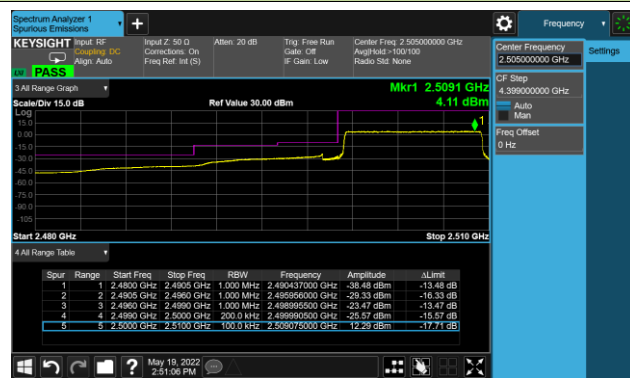 Spectrum Analyzer 1
Spurious Emissions
Frequency
KEYSIGHT
Input: RF
Coupling: DC
Align: Auto
Input Z: 50 Ω
Corrections: On
Freq Ref: Int (S)
Atten: 20 dB
Trig: Free Run
Gate: Off
IF Gain: Low
Center Freq: 2.505000000 GHz
Avg|Hold:>100/100
Radio Std: None
PASS
Center Frequency
2.505000000 GHz
Settings
CF Step
4.399000000 GHz
Auto
Man
Freq Offset
0 Hz
3 All Range Graph
Mkr1 2.5091 GHz
Scale/Div 15.0 dB
Ref Value 30.00 dBm
4.11 dBm
Log
15.0
0.00
-15.0
-30.0
-45.0
-60.0
-75.0
-90.0
-105
1
Start 2.480 GHz
Stop 2.510 GHz
4 All Range Table
Spur Range Start Freq Stop Freq RBW Frequency Amplitude ΔLimit
1 1 2.4800 GHz 2.4905 GHz 1.000 MHz 2.490437000 GHz -38.48 dBm -13.48 dB
2 2 2.4905 GHz 2.4960 GHz 1.000 MHz 2.495956000 GHz -29.33 dBm -16.33 dB
3 3 2.4960 GHz 2.4990 GHz 1.000 MHz 2.498995500 GHz -23.47 dBm -13.47 dB
4 4 2.4990 GHz 2.5000 GHz 200.0 kHz 2.499990500 GHz -25.57 dBm -15.57 dB
5 5 2.5000 GHz 2.5100 GHz 100.0 kHz 2.509075000 GHz 12.29 dBm -17.71 dB
May 19, 2022
2:51:06 PM